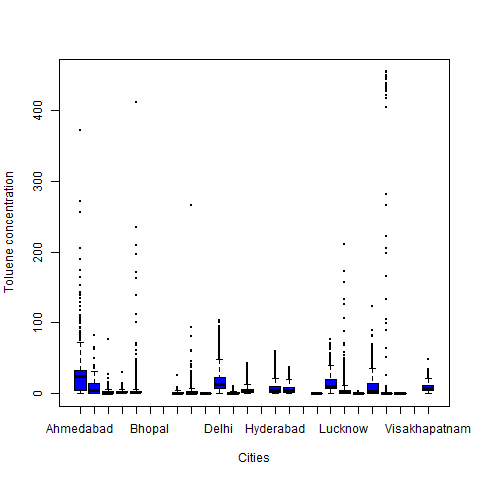 Toluene concentration
400
300
200
100
0
Ahmedabad Bhopal Delhi Hyderabad Lucknow Visakhapatnam
Cities